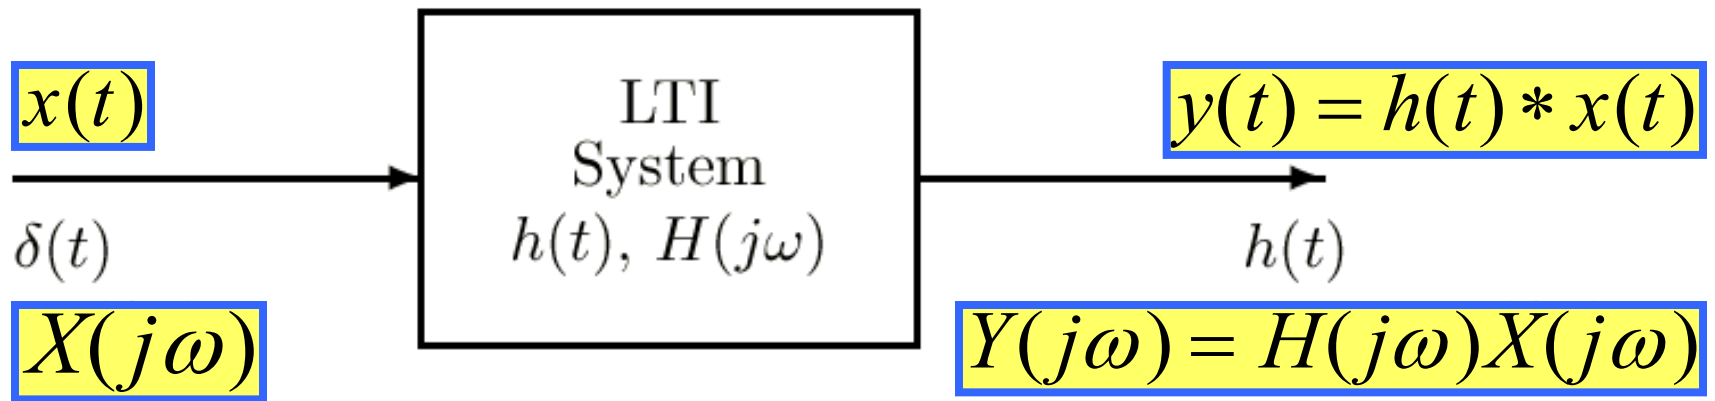 x(t)
δ(t)
X(jω)
LTI
System
h(t), H(jω)
y(t) = h(t) * x(t)
h(t)
Y(jω) = H(jω)X(jω)